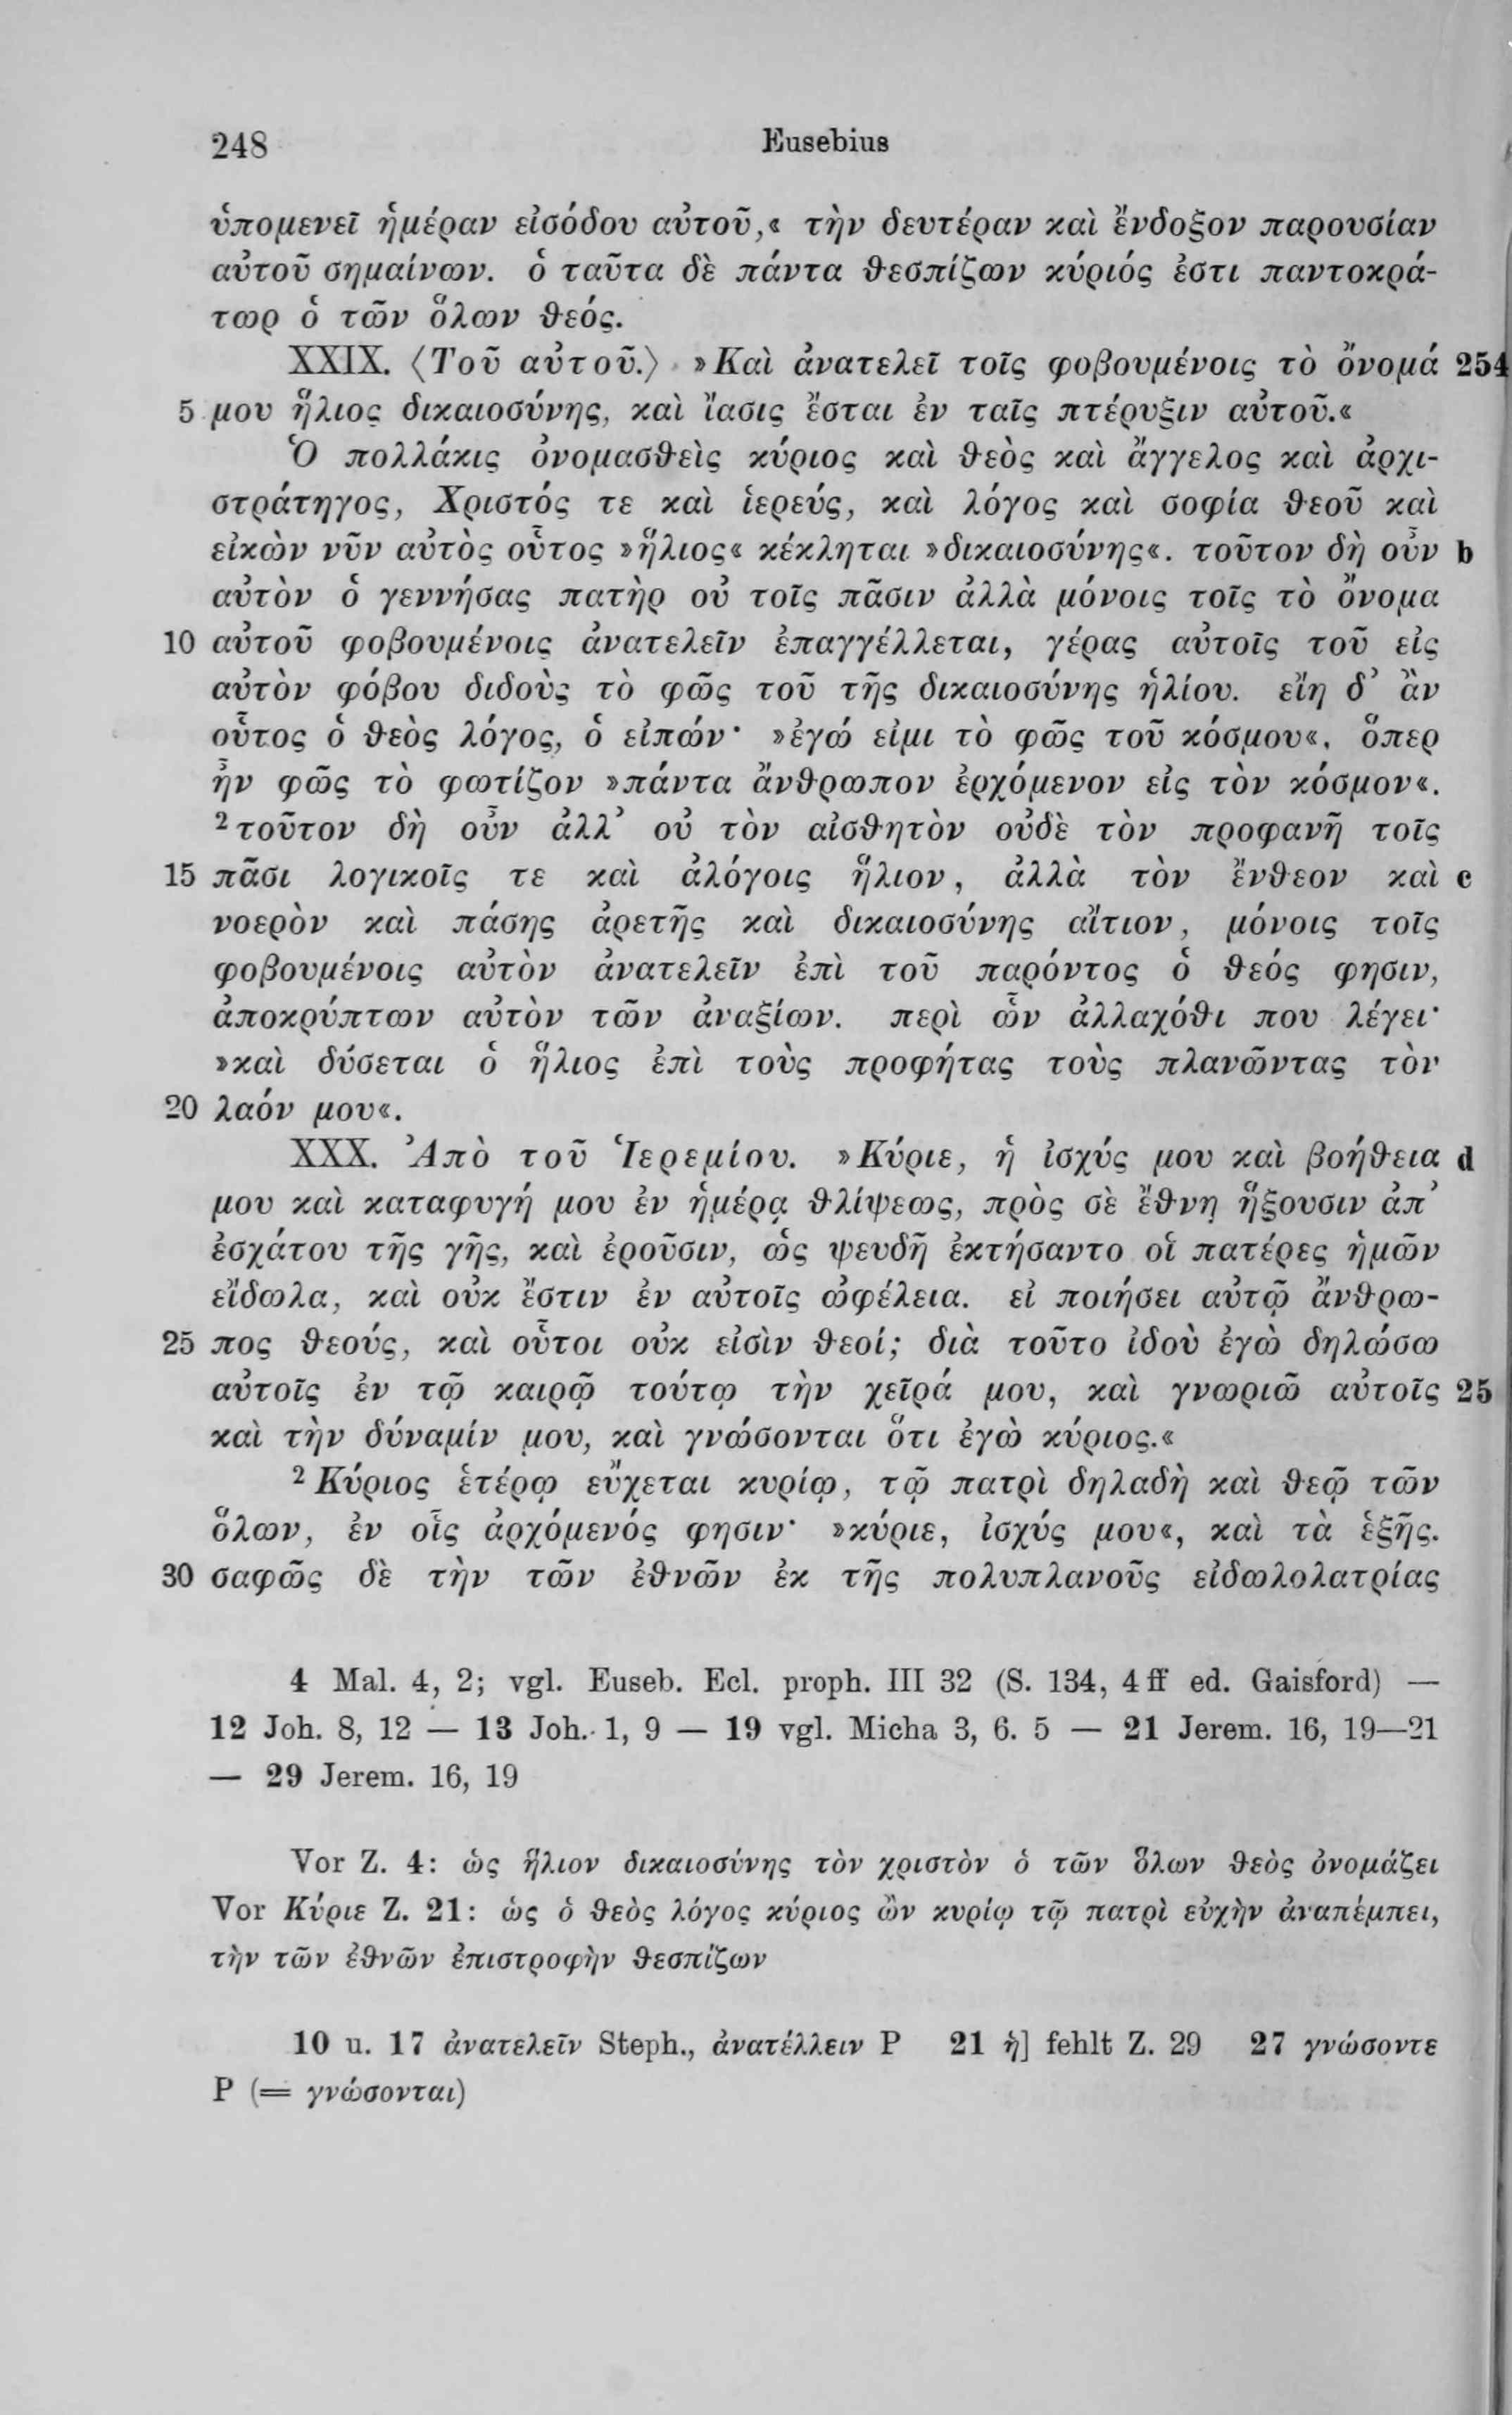 248 Eusebius
ὑπομενεῖ ἡμέραν εἰσόδου αὐτοῦ,« τὴν δευτέραν καὶ ἔνδοξον παρουσίαν
αὐτοῦ σημαίνων. ὁ ταῦτα δὲ πάντα θεσπίζων κύριός ἐστι παντοκρά-
τωρ ὁ τῶν ὅλων θεός.
XXIX. ⟨Τοῦ αὐτοῦ.⟩ »Καὶ ἀνατελεῖ τοῖς φοβουμένοις τὸ ὄνομά 254
5 μου ἥλιος δικαιοσύνης, καὶ ἴασις ἔσται ἐν ταῖς πτέρυξιν αὐτοῦ.«
Ὁ πολλάκις ὀνομασθεὶς κύριος καὶ θεὸς καὶ ἄγγελος καὶ ἀρχι-
στράτηγος, Χριστός τε καὶ ἱερεύς, καὶ λόγος καὶ σοφία θεοῦ καὶ
εἰκὼν νῦν αὐτὸς οὗτος »ἥλιος« κέκληται »δικαιοσύνης«. τοῦτον δὴ οὖν b
αὐτὸν ὁ γεννήσας πατὴρ οὐ τοῖς πᾶσιν ἀλλὰ μόνοις τοῖς τὸ ὄνομα
10 αὐτοῦ φοβουμένοις ἀνατελεῖν ἐπαγγέλλεται, γέρας αὐτοῖς τοῦ εἰς
αὐτὸν φόβου διδοὺς τὸ φῶς τοῦ τῆς δικαιοσύνης ἡλίου. εἴη δ᾽ ἂν
οὗτος ὁ θεὸς λόγος, ὁ εἰπών· »ἐγώ εἰμι τὸ φῶς τοῦ κόσμου«, ὅπερ
ἦν φῶς τὸ φωτίζον »πάντα ἄνθρωπον ἐρχόμενον εἰς τὸν κόσμον«.
² τοῦτον δὴ οὖν ἀλλ᾽ οὐ τὸν αἰσθητὸν οὐδὲ τὸν προφανῆ τοῖς
15 πᾶσι λογικοῖς τε καὶ ἀλόγοις ἥλιον, ἀλλὰ τὸν ἔνθεον καὶ c
νοερὸν καὶ πάσης ἀρετῆς καὶ δικαιοσύνης αἴτιον, μόνοις τοῖς
φοβουμένοις αὐτὸν ἀνατελεῖν ἐπὶ τοῦ παρόντος ὁ θεός φησιν,
ἀποκρύπτων αὐτὸν τῶν ἀναξίων. περὶ ὧν ἀλλαχόθι που λέγει·
»καὶ δύσεται ὁ ἥλιος ἐπὶ τοὺς προφήτας τοὺς πλανῶντας τὸν
20 λαόν μου«.
XXX. Ἀπὸ τοῦ Ἱερεμίου. »Κύριε, ἡ ἰσχύς μου καὶ βοήθεια d
μου καὶ καταφυγή μου ἐν ἡμέρᾳ θλίψεως, πρὸς σὲ ἔθνη ἥξουσιν ἀπ᾽
ἐσχάτου τῆς γῆς, καὶ ἐροῦσιν, ὡς ψευδῆ ἐκτήσαντο οἱ πατέρες ἡμῶν
εἴδωλα, καὶ οὐκ ἔστιν ἐν αὐτοῖς ὠφέλεια. εἰ ποιήσει αὐτῷ ἄνθρω-
25 πος θεούς, καὶ οὗτοι οὐκ εἰσὶν θεοί; διὰ τοῦτο ἰδοὺ ἐγὼ δηλώσω
αὐτοῖς ἐν τῷ καιρῷ τούτῳ τὴν χεῖρά μου, καὶ γνωριῶ αὐτοῖς 25
καὶ τὴν δύναμίν μου, καὶ γνώσονται ὅτι ἐγὼ κύριος.«
² Κύριος ἑτέρῳ εὔχεται κυρίῳ, τῷ πατρὶ δηλαδὴ καὶ θεῷ τῶν
ὅλων, ἐν οἷς ἀρχόμενός φησιν· »κύριε, ἰσχύς μου«, καὶ τὰ ἑξῆς.
30 σαφῶς δὲ τὴν τῶν ἐθνῶν ἐκ τῆς πολυπλανοῦς εἰδωλολατρίας
4 Mal. 4, 2; vgl. Euseb. Ecl. proph. III 32 (S. 134, 4 ff ed. Gaisford) —
12 Joh. 8, 12 — 13 Joh. 1, 9 — 19 vgl. Micha 3, 6. 5 — 21 Jerem. 16, 19—21
— 29 Jerem. 16, 19
Vor Z. 4: ὡς ἥλιον δικαιοσύνης τὸν χριστὸν ὁ τῶν ὅλων θεὸς ὀνομάζει
Vor Κύριε Z. 21: ὡς ὁ θεὸς λόγος κύριος ὢν κυρίῳ τῷ πατρὶ εὐχὴν ἀναπέμπει,
τὴν τῶν ἐθνῶν ἐπιστροφὴν θεσπίζων
10 u. 17 ἀνατελεῖν Steph., ἀνατέλλειν P 21 ἡ] fehlt Z. 29 27 γνώσοντε
P (= γνώσονται)